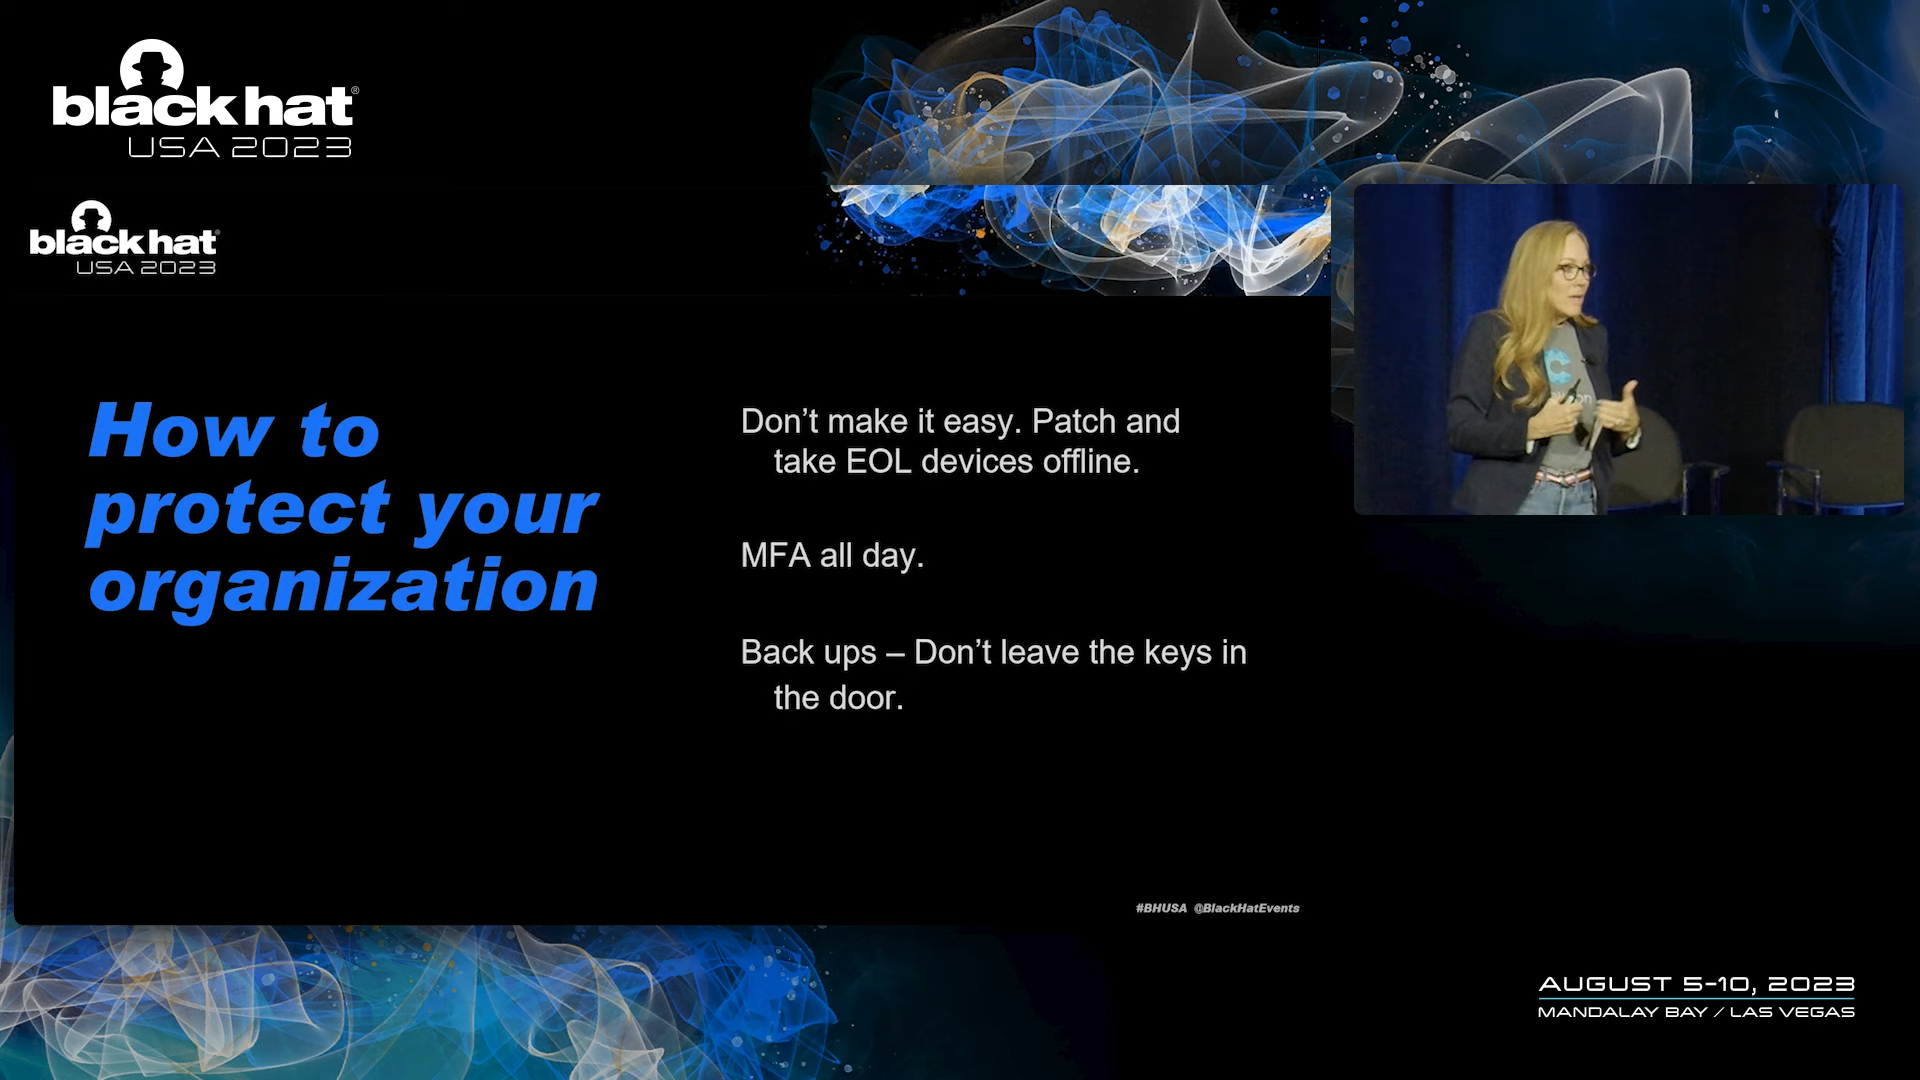 black hat®
USA 2023
black hat
USA 2023
How to
protect your
organization
Don’t make it easy. Patch and
take EOL devices offline.
MFA all day.
Back ups – Don’t leave the keys in
the door.
#BHUSA @BlackHatEvents
AUGUST 5-10, 2023
MANDALAY BAY / LAS VEGAS